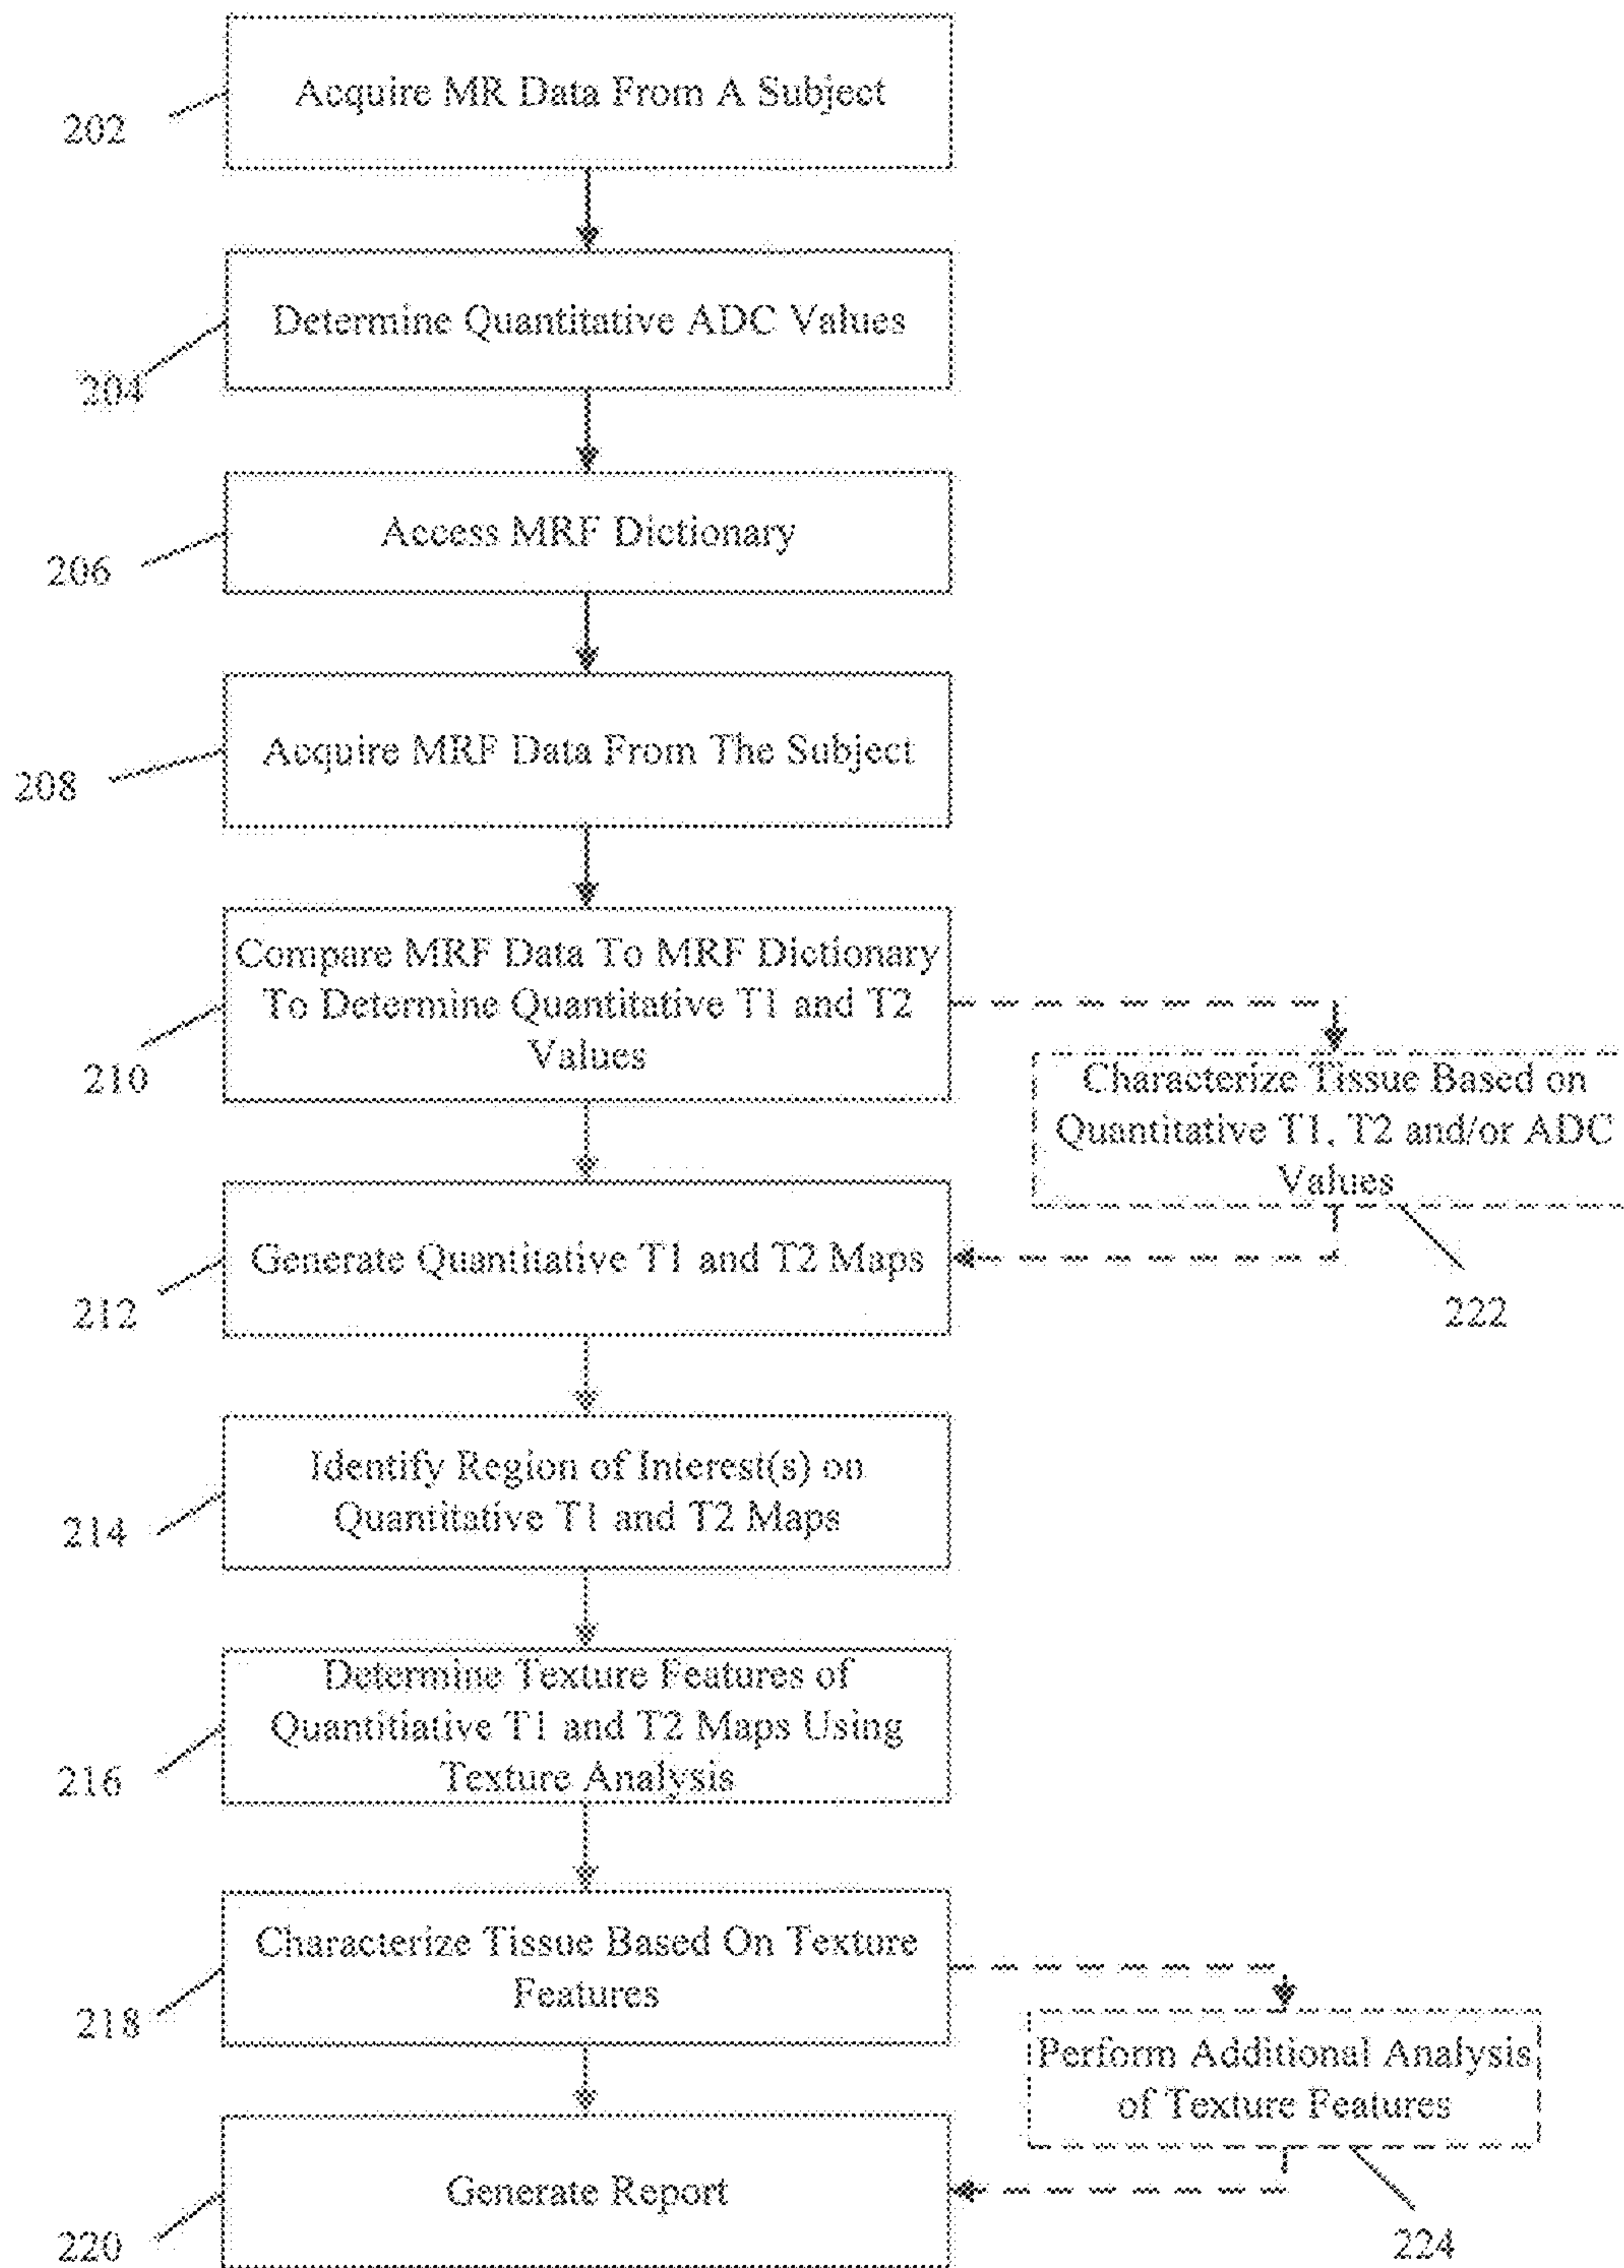 Acquire MR Data From A Subject
202
Determine Quantitative ADC Values
204
Access MRF Dictionary
206
Acquire MRF Data From The Subject
208
Compare MRF Data To MRF Dictionary
To Determine Quantitative T1 and T2
Values
210
Characterize Tissue Based on
Quantitative T1, T2 and/or ADC
Values
222
Generate Quantitative T1 and T2 Maps
212
Identify Region of Interest(s) on
Quantitative T1 and T2 Maps
214
Determine Texture Features of
Quantitiative T1 and T2 Maps Using
Texture Analysis
216
Characterize Tissue Based On Texture
Features
218
Perform Additional Analysis
of Texture Features
224
Generate Report
220